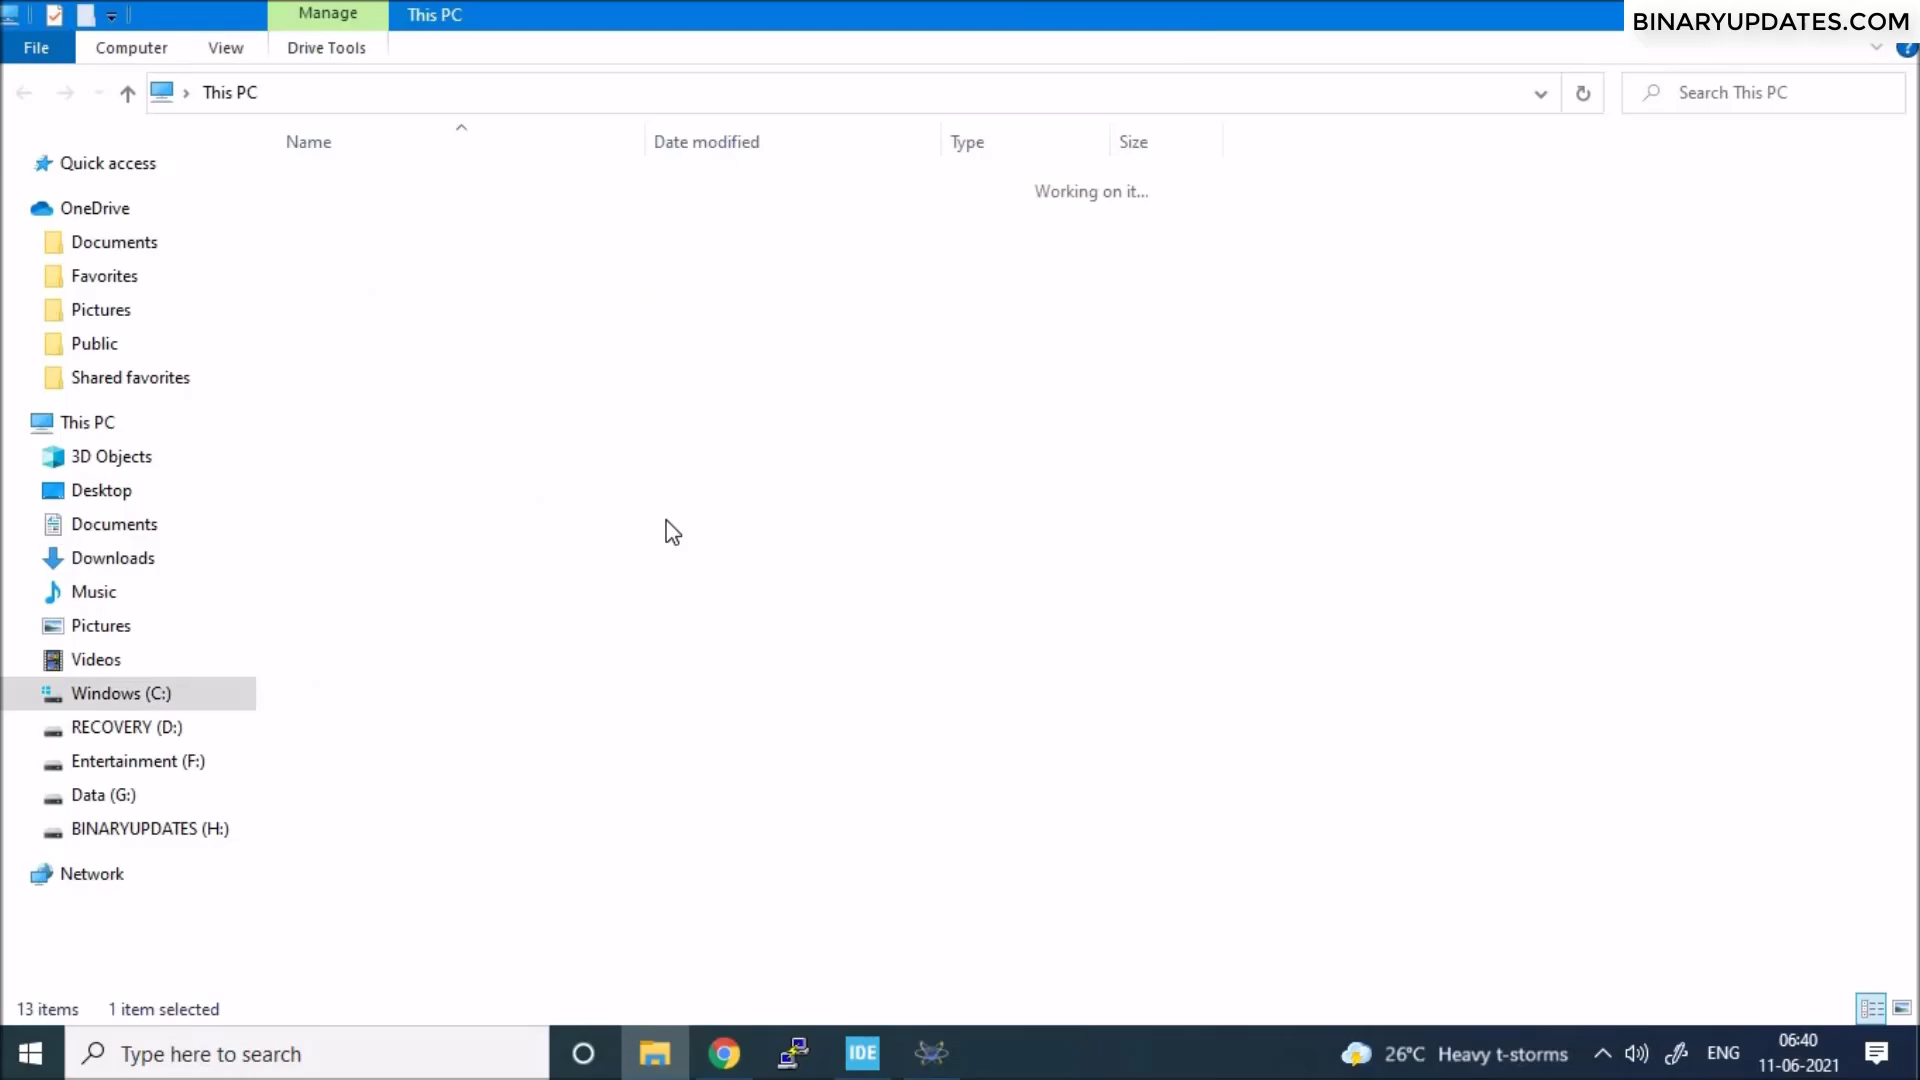 Manage
This PC
BINARYUPDATES.COM
File
Computer
View
Drive Tools
?
This PC
Search This PC
Name
Date modified
Type
Size
Working on it...
Quick access
OneDrive
Documents
Favorites
Pictures
Public
Shared favorites
This PC
3D Objects
Desktop
Documents
Downloads
Music
Pictures
Videos
Windows (C:)
RECOVERY (D:)
Entertainment (F:)
Data (G:)
BINARYUPDATES (H:)
Network
13 items
1 item selected
Type here to search
IDE
26°C Heavy t-storms
ENG
06:40
11-06-2021